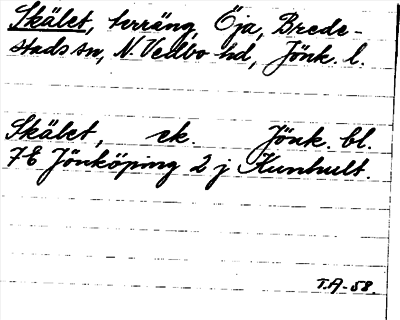 Skälet, terräng, Öja, Brede-
stads sn, N. Vedbo hd, Jönk. l.
Skälet, ek. Jönk. bl.
7E Jönköping 2 j Kunhult.
T.A-58.